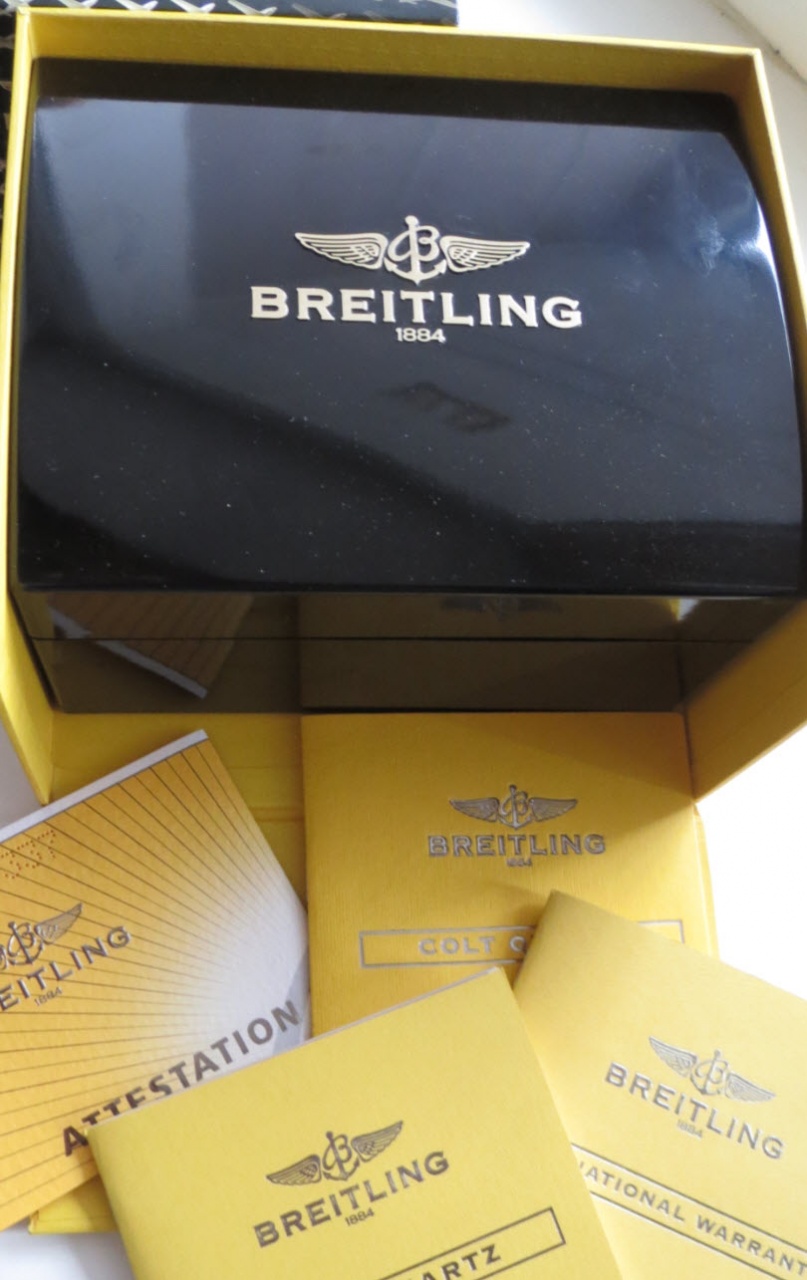 BREITLING
1884
BREITLING
1884
COLT
BREITLING
1884
ATTESTATION
BREITLING
1884
NATIONAL WARRANT
BREITLING
1884
ARTZ